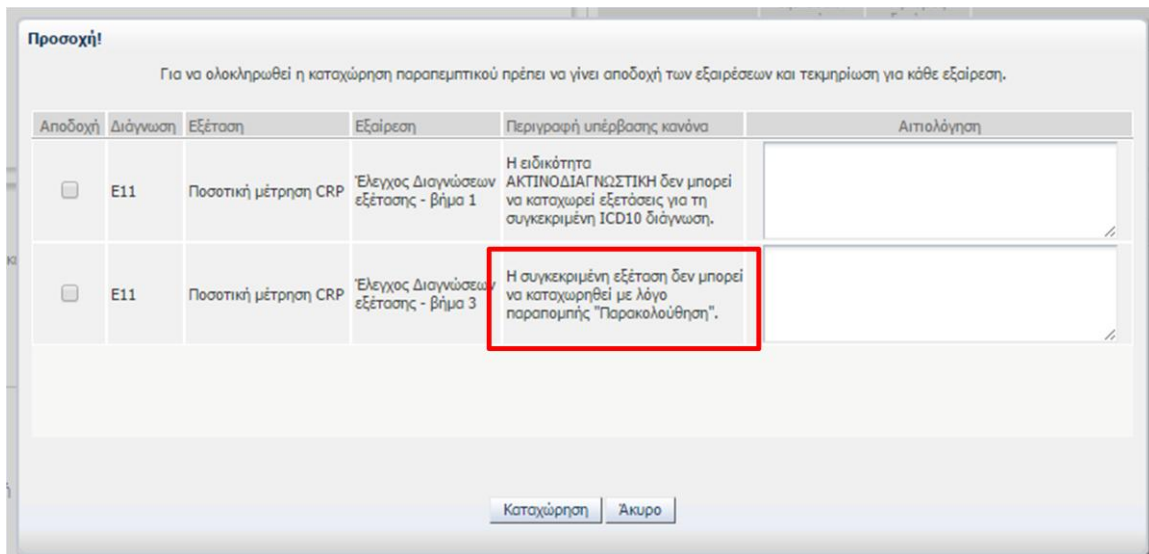 Προσοχή!
Για να ολοκληρωθεί η καταχώρηση παραπεμπτικού πρέπει να γίνει αποδοχή των εξαιρέσεων και τεκμηρίωση για κάθε εξαίρεση.
Αποδοχή Διάγνωση Εξέταση Εξαίρεση Περιγραφή υπέρβασης κανόνα Αιτιολόγηση
Η ειδικότητα
Έλεγχος Διαγνώσεων ΑΚΤΙΝΟΔΙΑΓΝΩΣΤΙΚΗ δεν μπορεί
E11 Ποσοτική μέτρηση CRP
εξέτασης - βήμα 1 να καταχωρεί εξετάσεις για τη
συγκεκριμένη ICD10 διάγνωση.
Η συγκεκριμένη εξέταση δεν μπορεί
Έλεγχος Διαγνώσεων
E11 Ποσοτική μέτρηση CRP να καταχωρηθεί με λόγο
εξέτασης - βήμα 3
παραπομπής "Παρακολούθηση".
Καταχώρηση Άκυρο